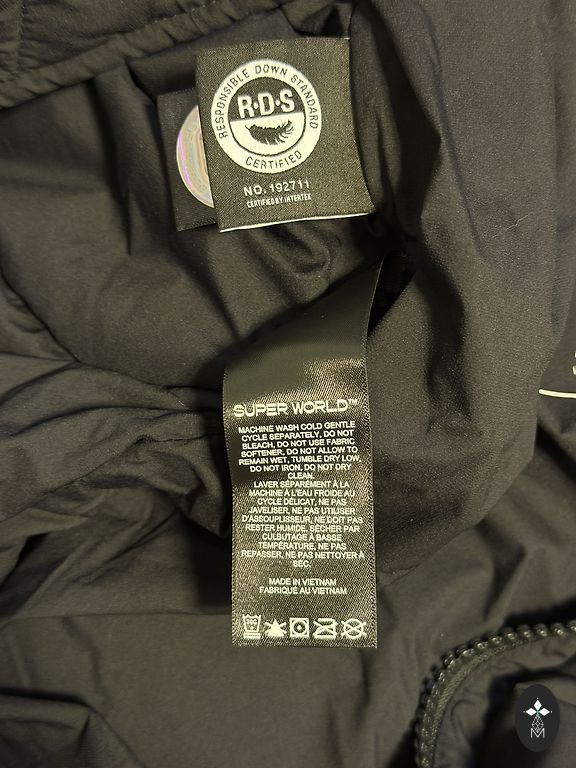 RESPONSIBLE DOWN STANDARD
R·D·S
CERTIFIED
NO. 192711
CERTIFIED BY INTERTEK
SUPER WORLD™
MACHINE WASH COLD GENTLE
CYCLE SEPARATELY, DO NOT
BLEACH, DO NOT USE FABRIC
SOFTENER, DO NOT ALLOW TO
REMAIN WET, TUMBLE DRY LOW,
DO NOT IRON, DO NOT DRY
CLEAN.
LAVER SÉPARÉMENT À LA
MACHINE À L'EAU FROIDE AU
CYCLE DÉLICAT, NE PAS
JAVELISER, NE PAS UTILISER
D'ASSOUPLISEUR, NE DOIT PAS
RESTER HUMIDE, SÉCHER PAR
CULBUTAGE À BASSE
TEMPÉRATURE, NE PAS
REPASSER, NE PAS NETTOYER À
SEC.
MADE IN VIETNAM
FABRIQUÉ AU VIETNAM
M